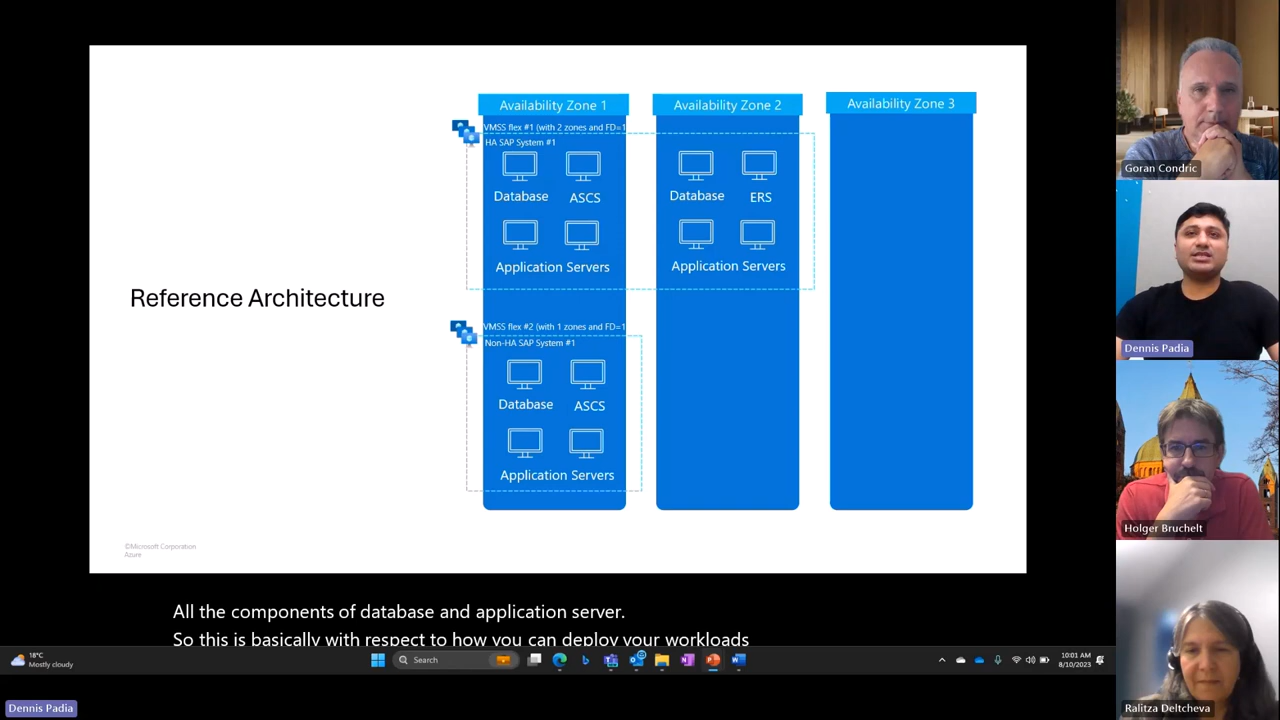 Availability Zone 1
Availability Zone 2
Availability Zone 3
VMSS flex #1 (with 2 zones and FD=1
HA SAP System #1
Database
ASCS
Database
ERS
Application Servers
Application Servers
Reference Architecture
VMSS flex #2 (with 1 zones and FD=1
Non-HA SAP System #1
Database
ASCS
Application Servers
©Microsoft Corporation
Azure
All the components of database and application server.
So this is basically with respect to how you can deploy your workloads
18°C
Mostly cloudy
Search
10:01 AM
8/10/2023
Dennis Padia
Goran Condric
Dennis Padia
Holger Bruchelt
Ralitza Deltcheva